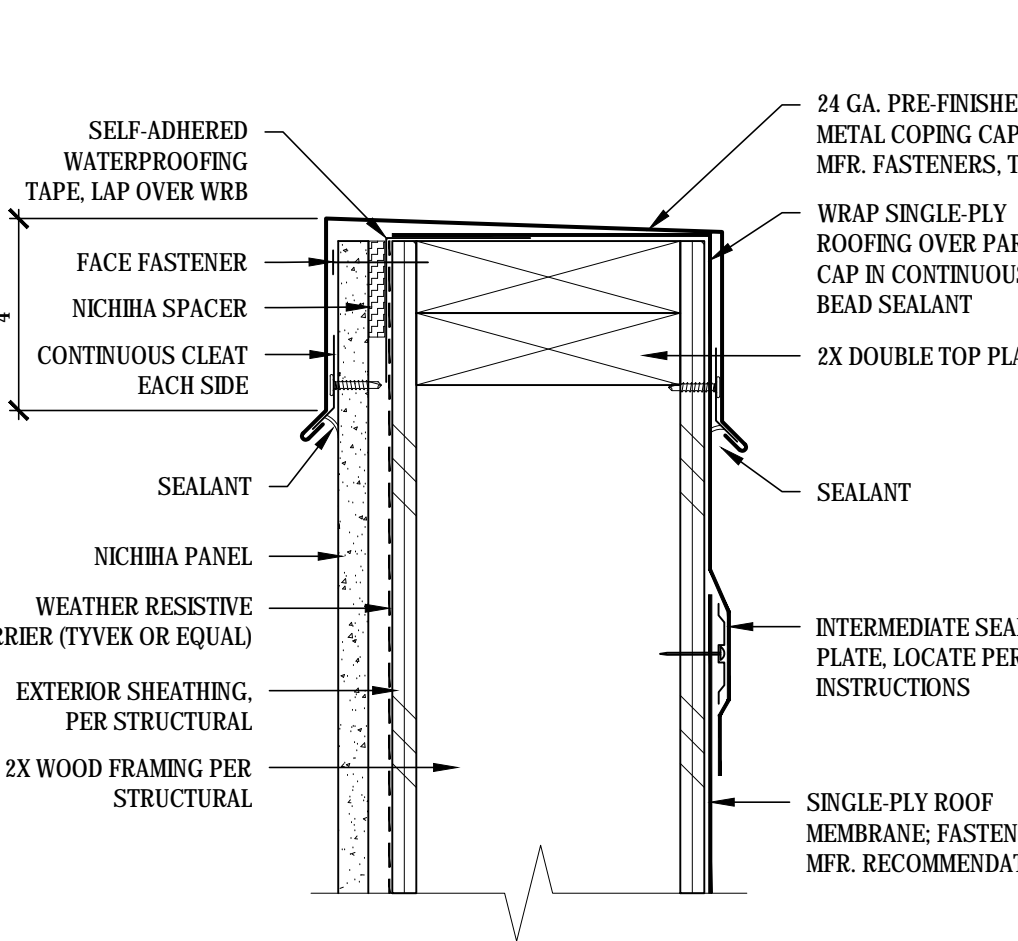 SELF-ADHERED
WATERPROOFING
TAPE, LAP OVER WRB
FACE FASTENER
NICHIHA SPACER
CONTINUOUS CLEAT
EACH SIDE
4
SEALANT
NICHIHA PANEL
WEATHER RESISTIVE
RRIER (TYVEK OR EQUAL)
EXTERIOR SHEATHING,
PER STRUCTURAL
2X WOOD FRAMING PER
STRUCTURAL
24 GA. PRE-FINISHE
METAL COPING CAP
MFR. FASTENERS, T
WRAP SINGLE-PLY
ROOFING OVER PAR
CAP IN CONTINUOUS
BEAD SEALANT
2X DOUBLE TOP PLA
SEALANT
INTERMEDIATE SEA
PLATE, LOCATE PER
INSTRUCTIONS
SINGLE-PLY ROOF
MEMBRANE; FASTEN
MFR. RECOMMENDAT